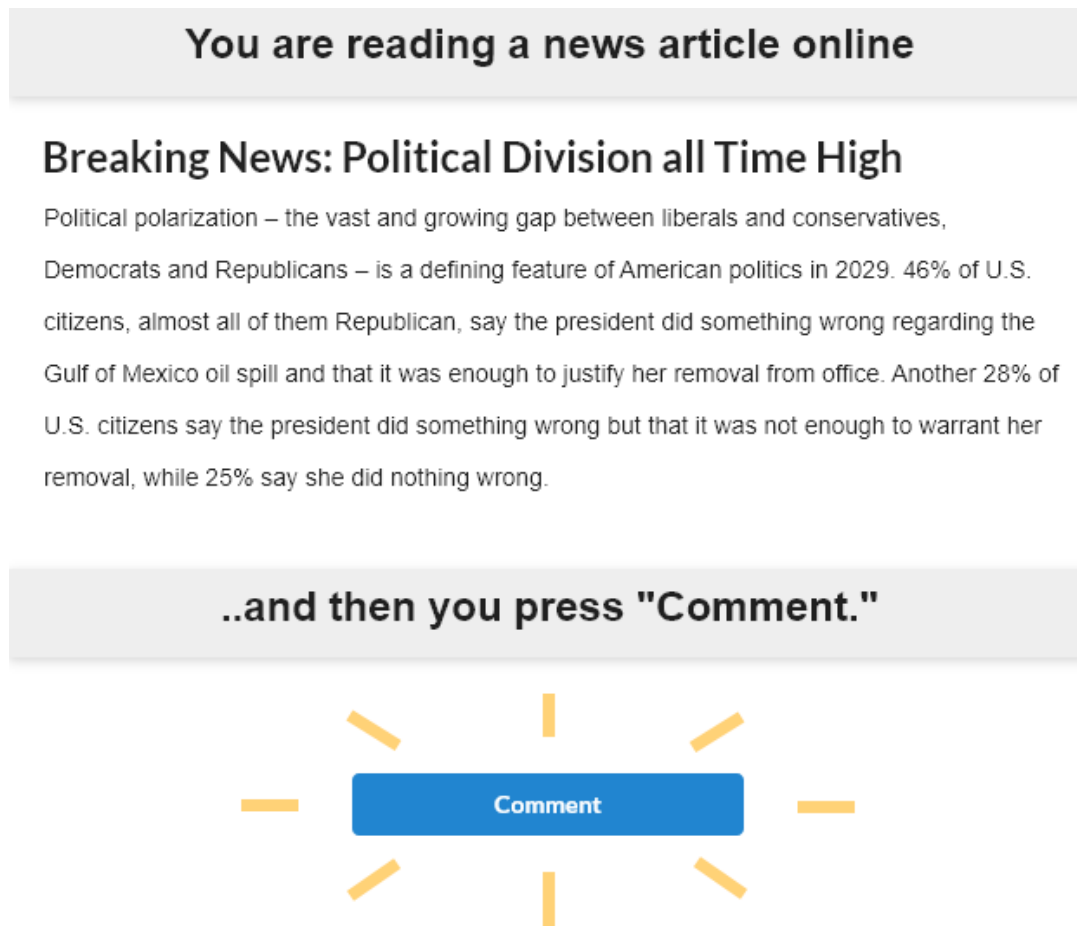 You are reading a news article online
Breaking News: Political Division all Time High
Political polarization – the vast and growing gap between liberals and conservatives,
Democrats and Republicans – is a defining feature of American politics in 2029. 46% of U.S.
citizens, almost all of them Republican, say the president did something wrong regarding the
Gulf of Mexico oil spill and that it was enough to justify her removal from office. Another 28% of
U.S. citizens say the president did something wrong but that it was not enough to warrant her
removal, while 25% say she did nothing wrong.
..and then you press "Comment."
Comment